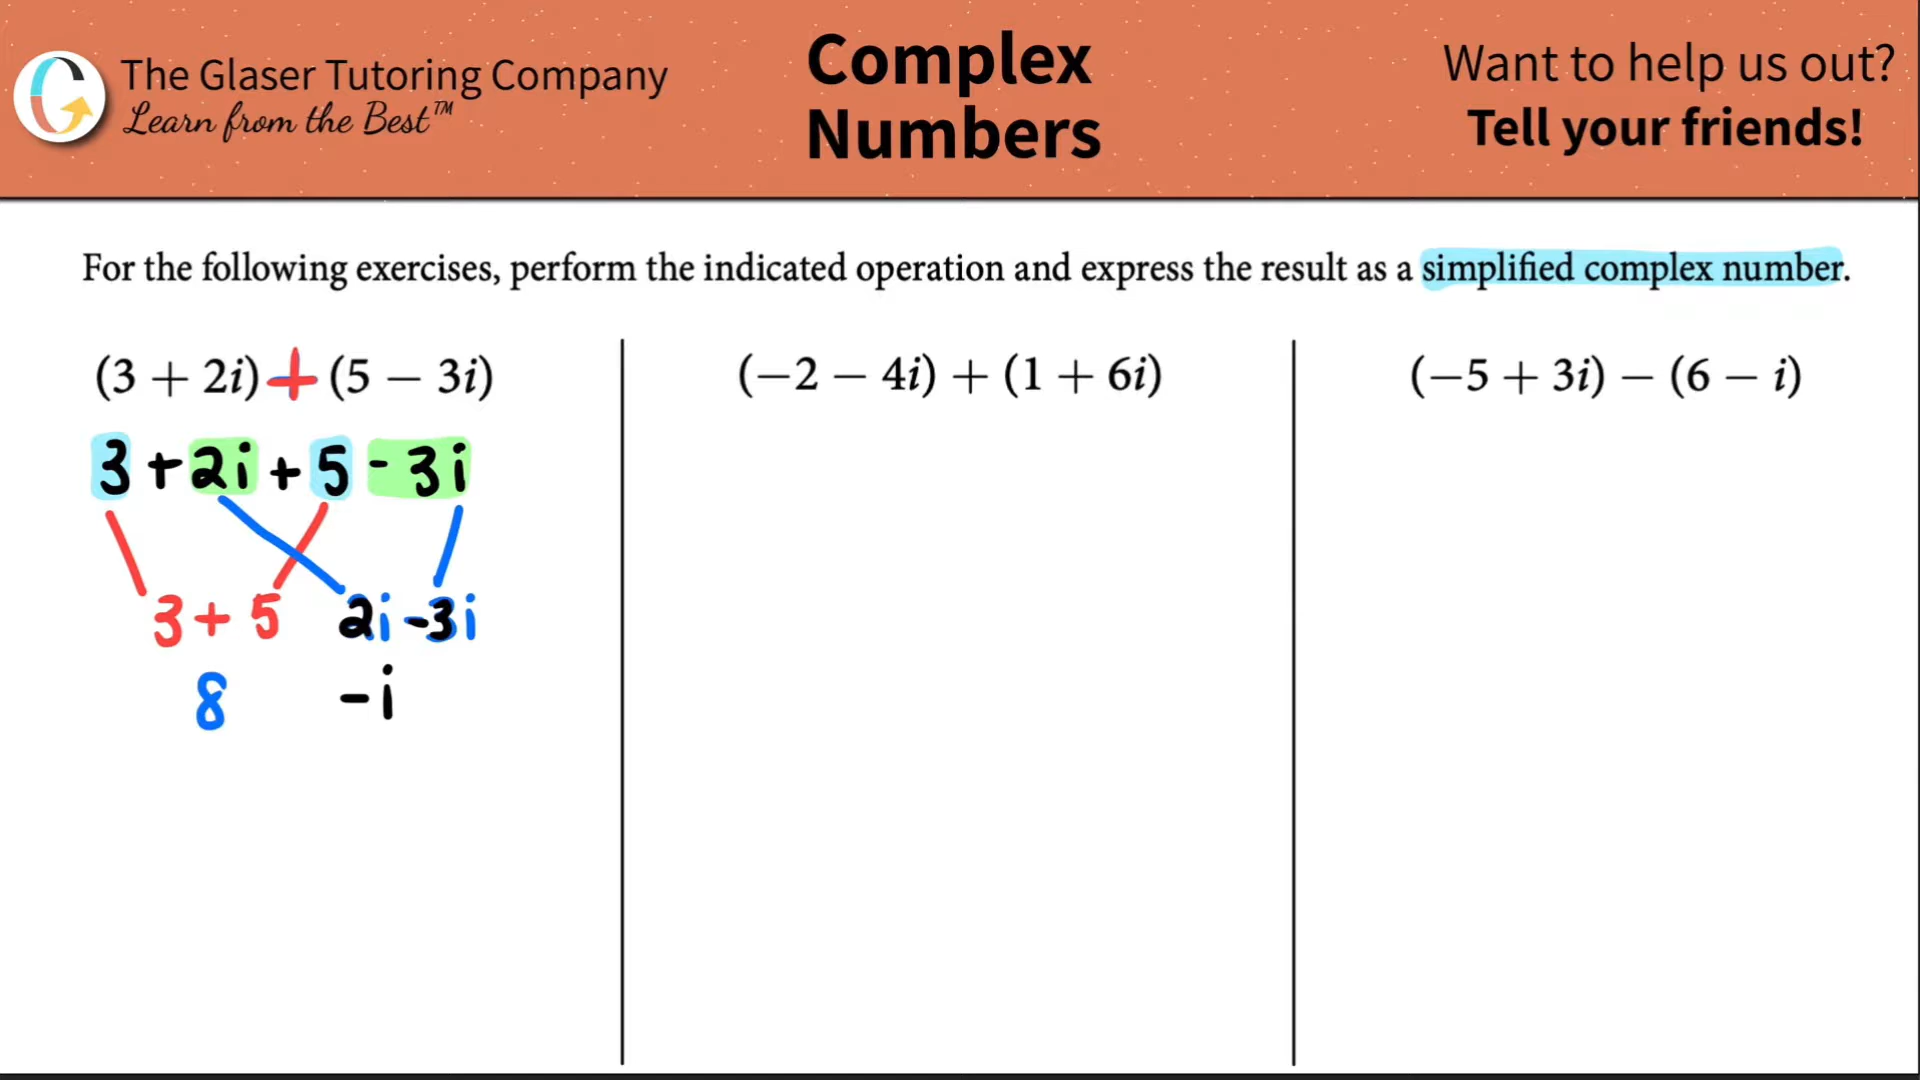 The Glaser Tutoring Company
Learn from the Best™
Complex
Numbers
Want to help us out?
Tell your friends!
For the following exercises, perform the indicated operation and express the result as a simplified complex number.
(3 + 2i) + (5 − 3i)
3 + 2i + 5 - 3i
3 + 5 2i - 3i
8 - i
(−2 − 4i) + (1 + 6i)
(−5 + 3i) − (6 − i)